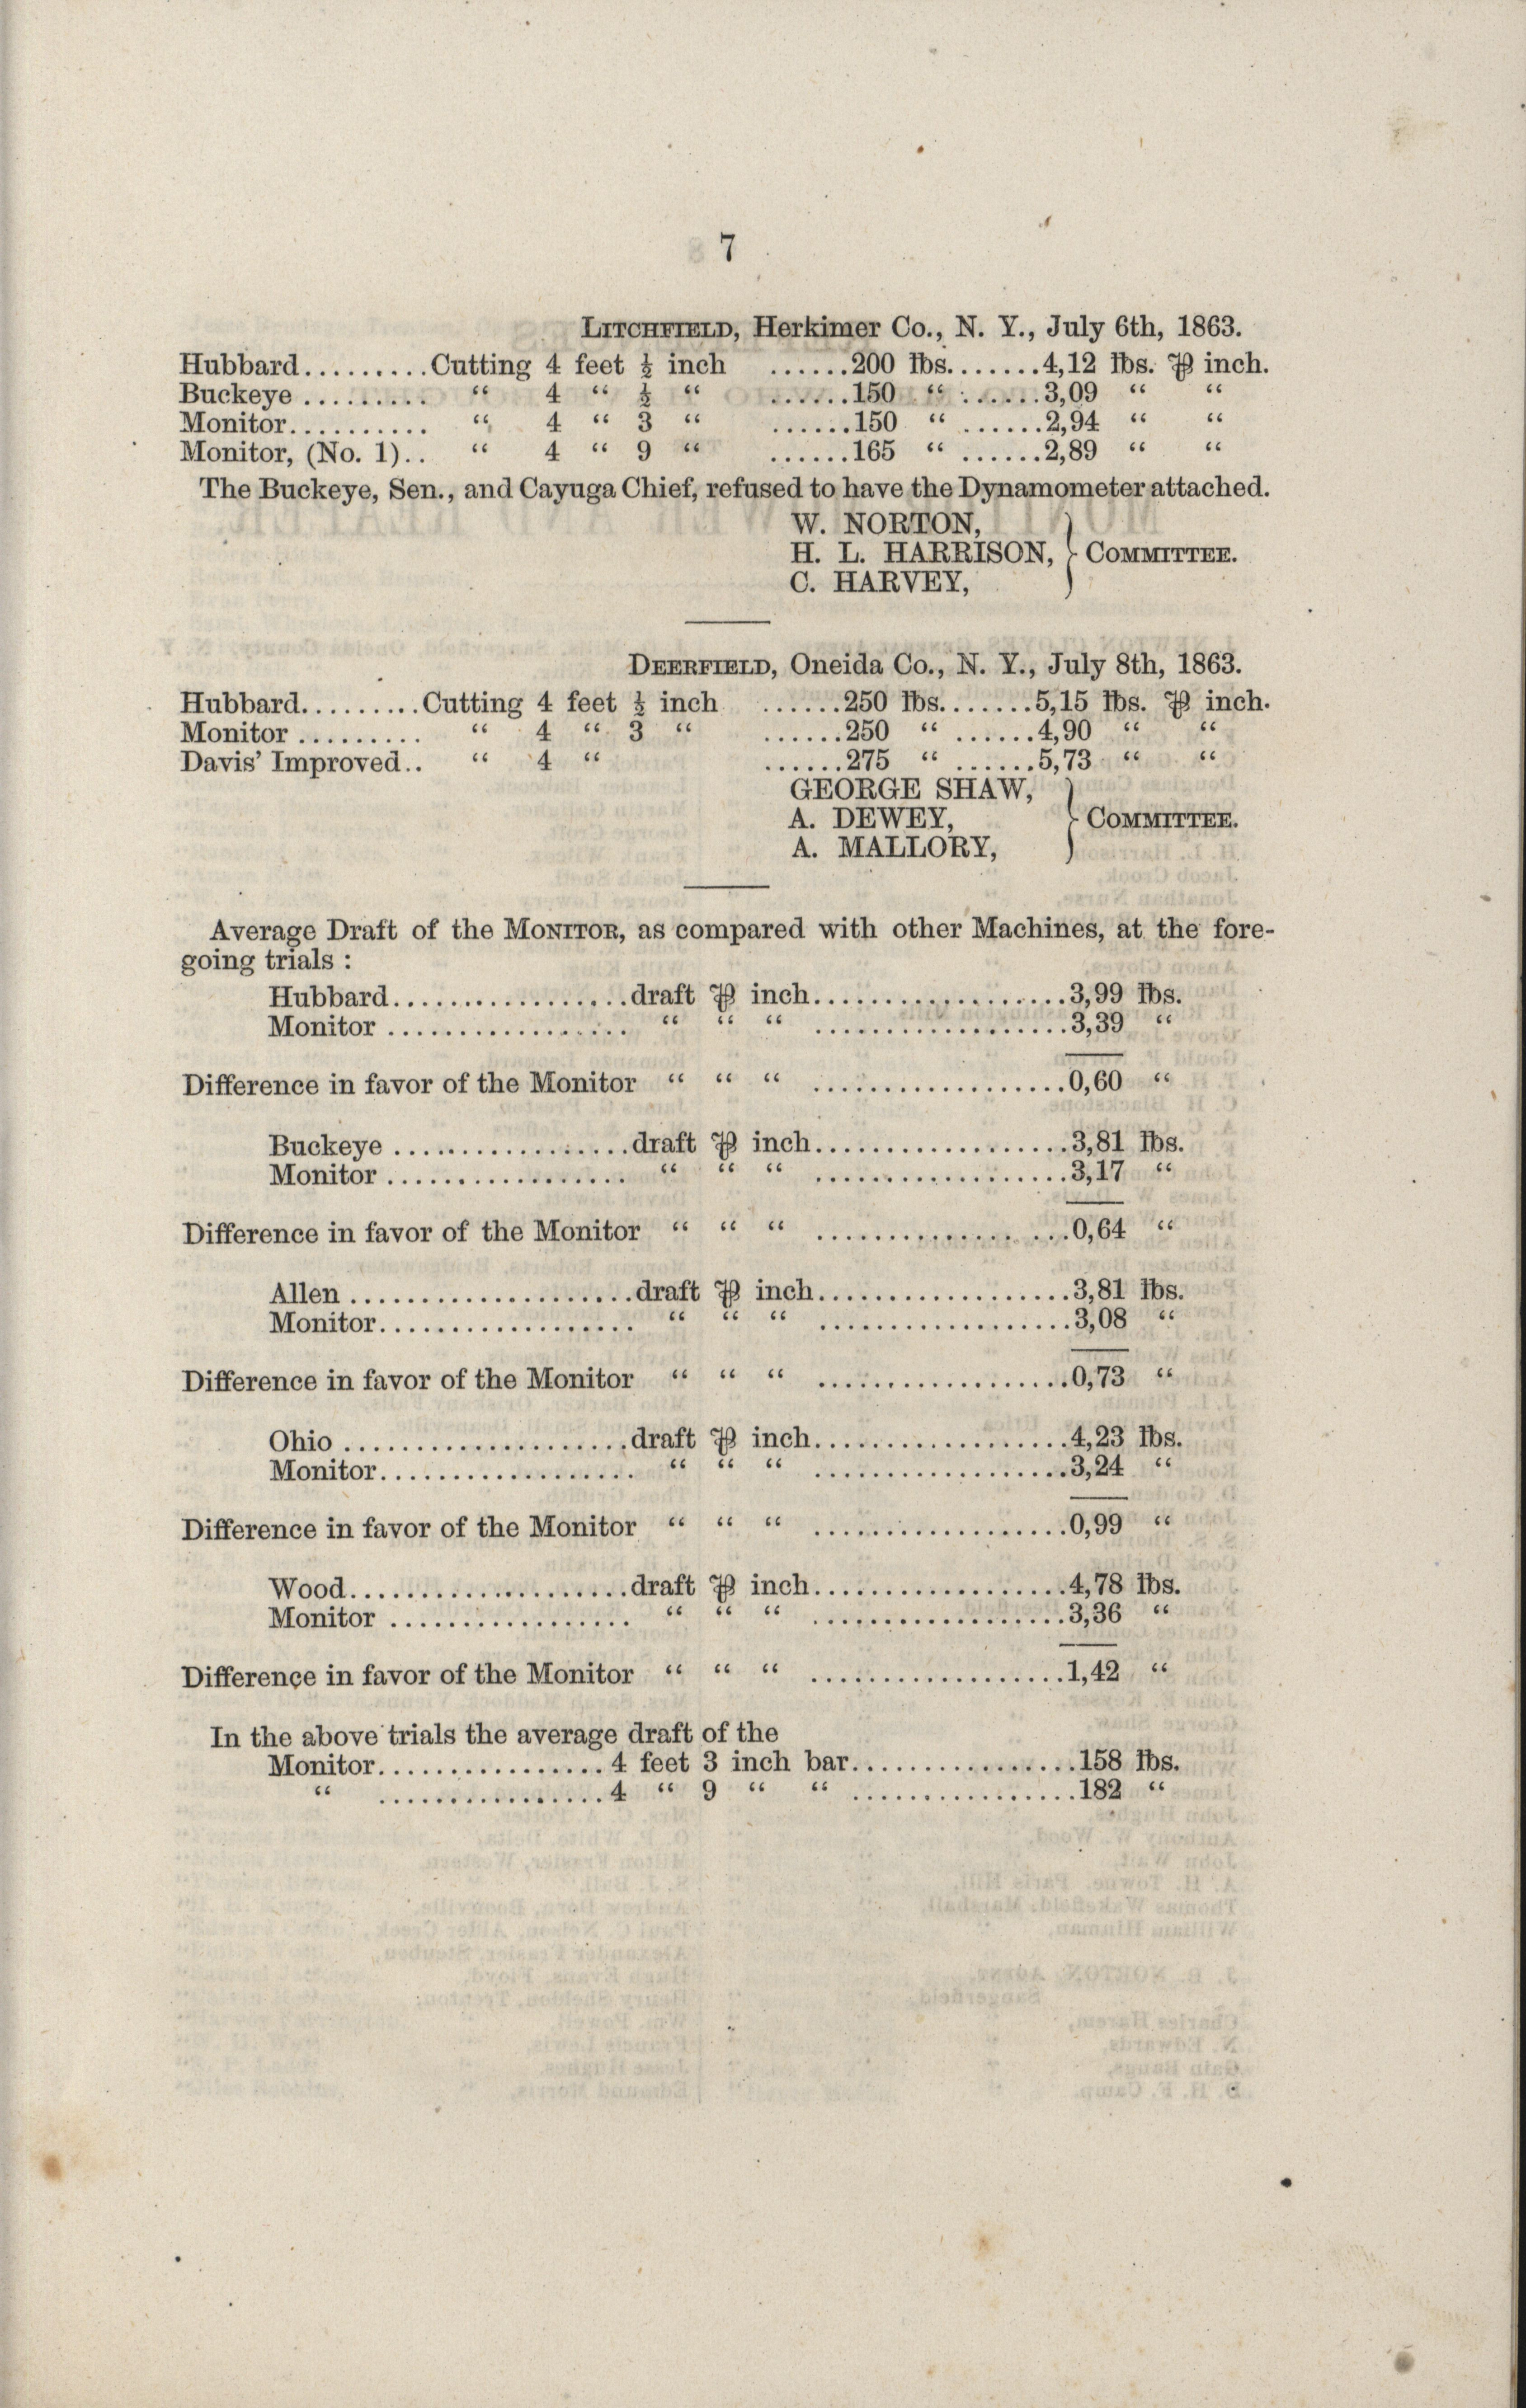 7
LITCHFIELD, Herkimer Co., N. Y., July 6th, 1863.
Hubbard.........Cutting 4 feet ½ inch ......200 ℔s.......4,12 ℔s. ⅌ inch.
Buckeye ......... “ 4 “ ½ “ ......150 “ ......3,09 “ “
Monitor.......... “ 4 “ 3 “ ......150 “ ......2,94 “ “
Monitor, (No. 1).. “ 4 “ 9 “ ......165 “ ......2,89 “ “
The Buckeye, Sen., and Cayuga Chief, refused to have the Dynamometer attached.
W. NORTON,
H. L. HARRISON, } COMMITTEE.
C. HARVEY,
DEERFIELD, Oneida Co., N. Y., July 8th, 1863.
Hubbard.........Cutting 4 feet ½ inch ......250 ℔s.......5,15 ℔s. ⅌ inch.
Monitor ......... “ 4 “ 3 “ ......250 “ ......4,90 “ “
Davis’ Improved.. “ 4 “ ......275 “ ......5,73 “ “
GEORGE SHAW,
A. DEWEY, } COMMITTEE.
A. MALLORY,
Average Draft of the MONITOR, as compared with other Machines, at the fore-
going trials :
Hubbard.................draft ⅌ inch..................3,99 ℔s.
Monitor ................. “ “ “ ..................3,39 “
Difference in favor of the Monitor “ “ “ ..................0,60 “
Buckeye .................draft ⅌ inch..................3,81 ℔s.
Monitor ................. “ “ “ ..................3,17 “
Difference in favor of the Monitor “ “ “ ..................0,64 “
Allen ....................draft ⅌ inch..................3,81 ℔s.
Monitor.................. “ “ “ ..................3,08 “
Difference in favor of the Monitor “ “ “ ..................0,73 “
Ohio ....................draft ⅌ inch..................4,23 ℔s.
Monitor.................. “ “ “ ..................3,24 “
Difference in favor of the Monitor “ “ “ ..................0,99 “
Wood....................draft ⅌ inch..................4,78 ℔s.
Monitor ................. “ “ “ ..................3,36 “
Difference in favor of the Monitor “ “ “ ..................1,42 “
In the above trials the average draft of the
Monitor................4 feet 3 inch bar................158 ℔s.
“ ................4 “ 9 “ “ ................182 “